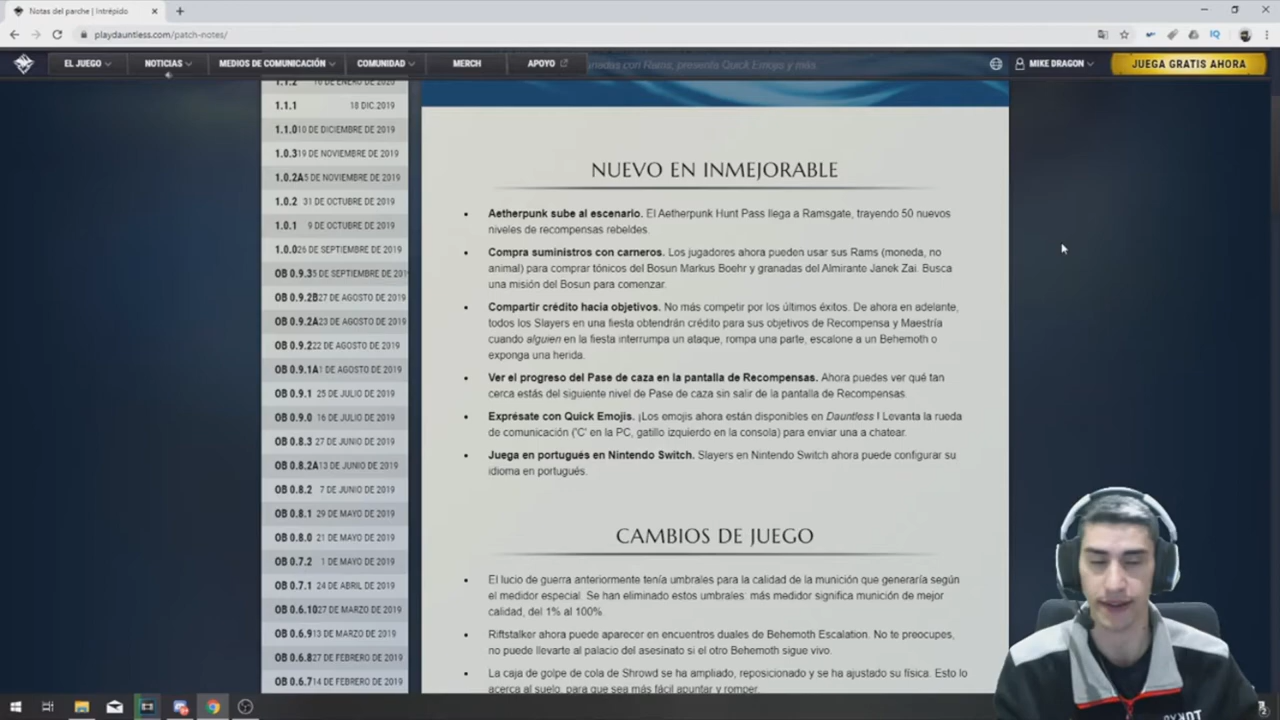 Notas del parche | Intrépido
playdauntless.com/patch-notes/
EL JUEGO
NOTICIAS
MEDIOS DE COMUNICACIÓN
COMUNIDAD
MERCH
APOYO
anadas con Rams, presenta Quick Emojis y más.
MIKE DRAGON
JUEGA GRATIS AHORA
1.1.2 16 DE ENERO DE 2020
1.1.1 18 DIC.2019
1.1.0 10 DE DICIEMBRE DE 2019
1.0.3 19 DE NOVIEMBRE DE 2019
1.0.2A 5 DE NOVIEMBRE DE 2019
1.0.2 31 DE OCTUBRE DE 2019
1.0.1 9 DE OCTUBRE DE 2019
1.0.0 26 DE SEPTIEMBRE DE 2019
OB 0.9.3 5 DE SEPTIEMBRE DE 201
OB 0.9.2B 27 DE AGOSTO DE 2019
OB 0.9.2A 23 DE AGOSTO DE 2019
OB 0.9.2 22 DE AGOSTO DE 2019
OB 0.9.1A 1 DE AGOSTO DE 2019
OB 0.9.1 25 DE JULIO DE 2019
OB 0.9.0 16 DE JULIO DE 2019
OB 0.8.3 27 DE JUNIO DE 2019
OB 0.8.2A 13 DE JUNIO DE 2019
OB 0.8.2 7 DE JUNIO DE 2019
OB 0.8.1 29 DE MAYO DE 2019
OB 0.8.0 21 DE MAYO DE 2019
OB 0.7.2 1 DE MAYO DE 2019
OB 0.7.1 24 DE ABRIL DE 2019
OB 0.6.10 27 DE MARZO DE 2019
OB 0.6.9 13 DE MARZO DE 2019
OB 0.6.8 27 DE FEBRERO DE 2019
OB 0.6.7 14 DE FEBRERO DE 2019
NUEVO EN INMEJORABLE
Aetherpunk sube al escenario. El Aetherpunk Hunt Pass llega a Ramsgate, trayendo 50 nuevos
niveles de recompensas rebeldes.
Compra suministros con carneros. Los jugadores ahora pueden usar sus Rams (moneda, no
animal) para comprar tónicos del Bosun Markus Boehr y granadas del Almirante Janek Zai. Busca
una misión del Bosun para comenzar.
Compartir crédito hacia objetivos. No más competir por los últimos éxitos. De ahora en adelante,
todos los Slayers en una fiesta obtendrán crédito para sus objetivos de Recompensa y Maestría
cuando alguien en la fiesta interrumpa un ataque, rompa una parte, escalone a un Behemoth o
exponga una herida.
Ver el progreso del Pase de caza en la pantalla de Recompensas. Ahora puedes ver qué tan
cerca estás del siguiente nivel de Pase de caza sin salir de la pantalla de Recompensas.
Exprésate con Quick Emojis. ¡Los emojis ahora están disponibles en Dauntless ! Levanta la rueda
de comunicación ('C' en la PC, gatillo izquierdo en la consola) para enviar una a chatear.
Juega en portugués en Nintendo Switch. Slayers en Nintendo Switch ahora puede configurar su
idioma en portugués.
CAMBIOS DE JUEGO
El lucio de guerra anteriormente tenía umbrales para la calidad de la munición que generaría según
el medidor especial. Se han eliminado estos umbrales: más medidor significa munición de mejor
calidad, del 1% al 100%.
Riftstalker ahora puede aparecer en encuentros duales de Behemoth Escalation. No te preocupes,
no puede llevarte al palacio del asesinato si el otro Behemoth sigue vivo.
La caja de golpe de cola de Shrowd se ha ampliado, reposicionado y se ha ajustado su física. Esto lo
acerca al suelo, para que sea más fácil apuntar y romper.